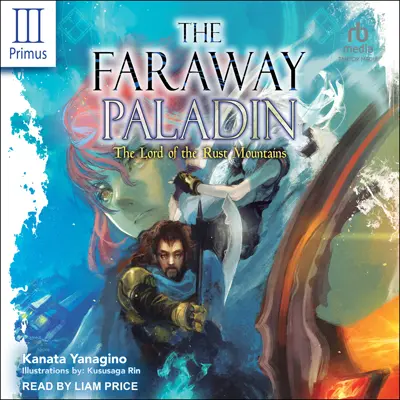 III
Primus
THE
FARAWAY
PALADIN
The Lord of the Rust Mountains
rb
media
Kanata Yanagino
Illustrations by: Kususaga Rin
READ BY LIAM PRICE